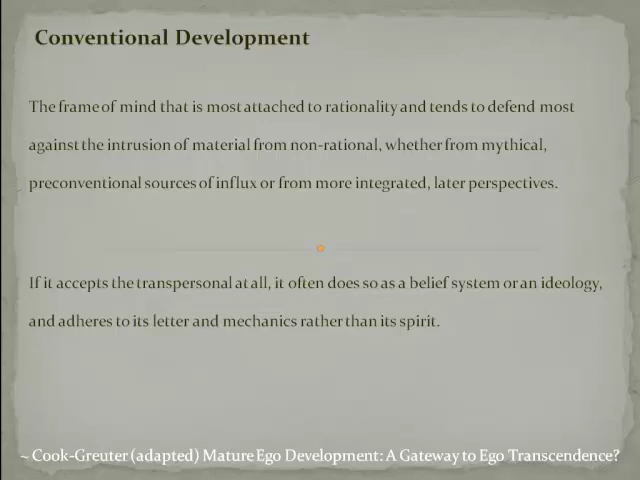 Conventional Development
The frame of mind that is most attached to rationality and tends to defend most
against the intrusion of material from non-rational, whether from mythical,
preconventional sources of influx or from more integrated, later perspectives.
If it accepts the transpersonal at all, it often does so as a belief system or an ideology,
and adheres to its letter and mechanics rather than its spirit.
~ Cook-Greuter (adapted) Mature Ego Development: A Gateway to Ego Transcendence?